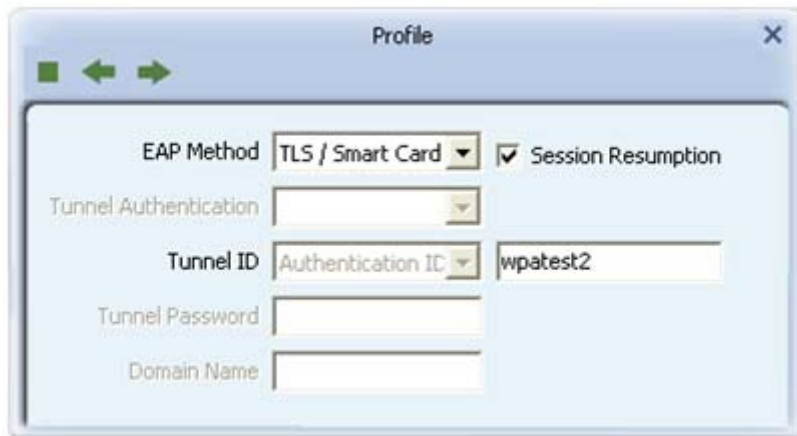 Profile
EAP Method TLS / Smart Card Session Resumption
Tunnel Authentication
Tunnel ID Authentication ID wpatest2
Tunnel Password
Domain Name